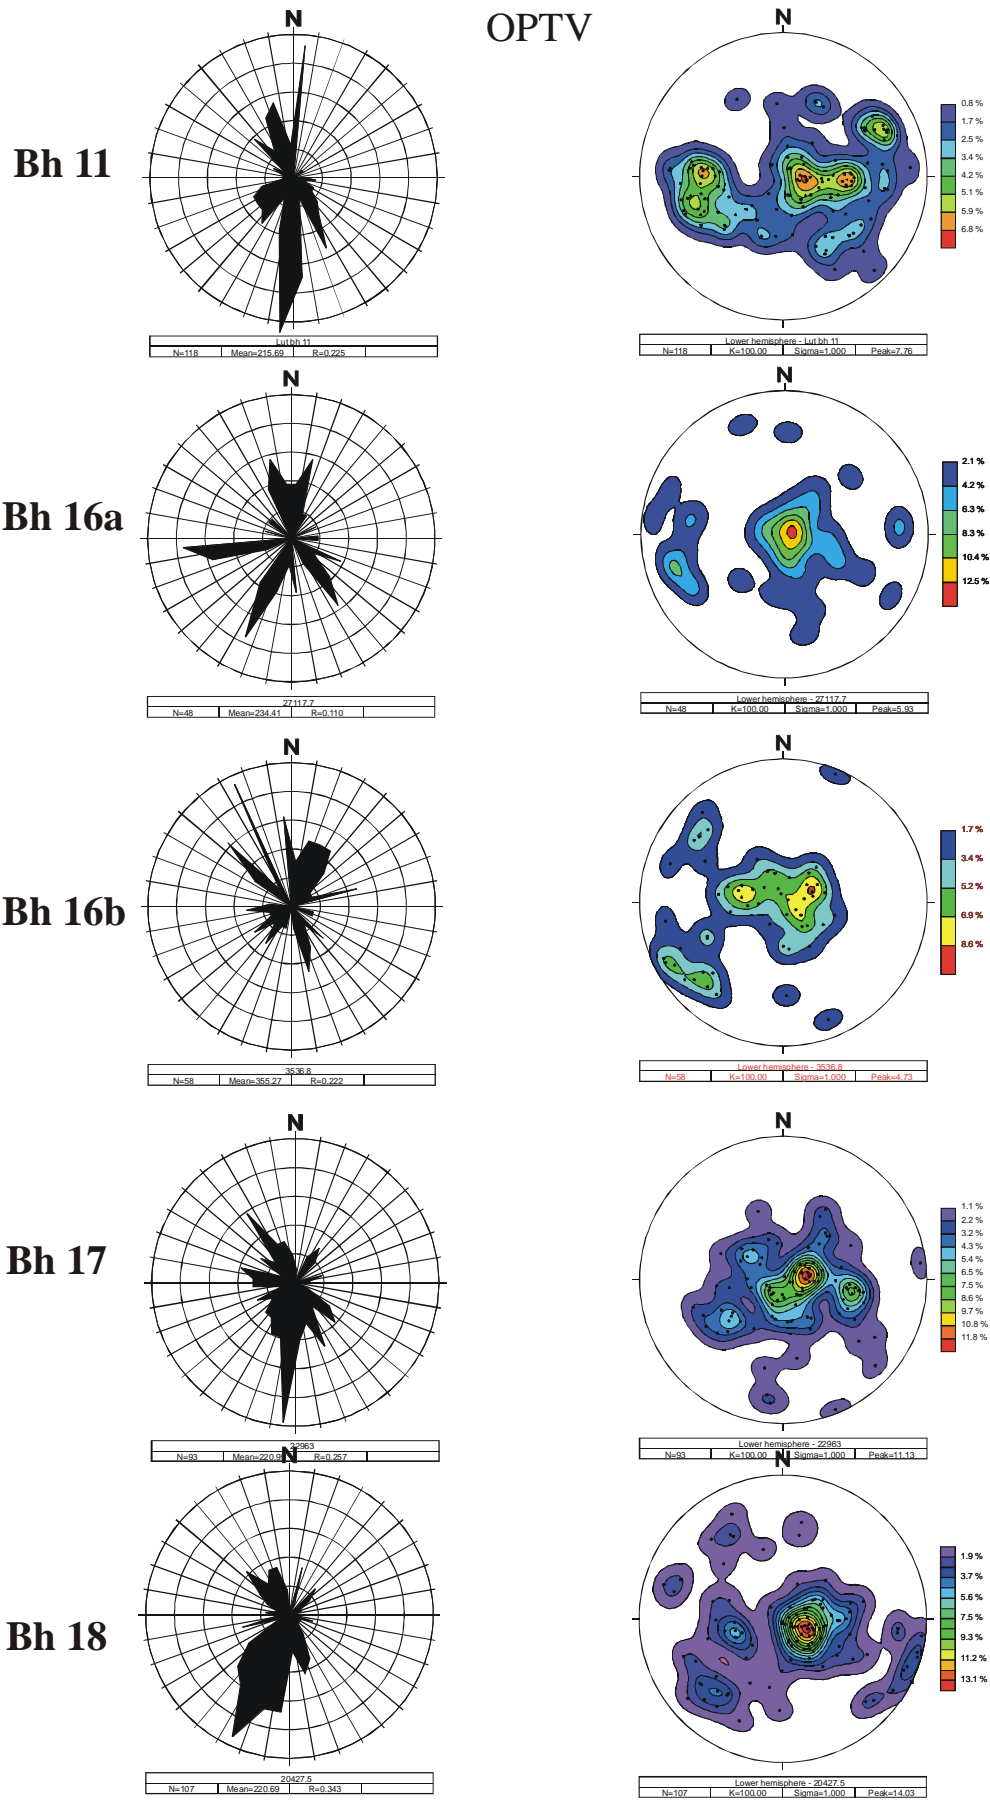 OPTV
N
Bh 11
0.8 %
1.7 %
2.5 %
3.4 %
4.2 %
5.1 %
5.9 %
6.8 %
Lut bh 11
N=118 Mean=215.69 R=0.225
Lower hemisphere - Lut bh 11
N=118 K=100.00 Sigma=1.000 Peak=7.76
N
N
Bh 16a
2.1 %
4.2 %
6.3 %
8.3 %
10.4 %
12.5 %
27117.7
N=48 Mean=234.41 R=0.110
Lower hemisphere - 27117.7
N=48 K=100.00 Sigma=1.000 Peak=5.93
N
N
Bh 16b
1.7 %
3.4 %
5.2 %
6.9 %
8.6 %
3536.8
N=58 Mean=355.27 R=0.222
Lower hemisphere - 3536.8
N=58 K=100.00 Sigma=1.000 Peak=4.73
N
N
Bh 17
1.1 %
2.2 %
3.2 %
4.3 %
5.4 %
6.5 %
7.5 %
8.6 %
9.7 %
10.8 %
11.8 %
22963
N=93 R=0.257
Lower hemisphere - 22963
N=93 K=100.00 Sigma=1.000 Peak=11.13
N
N
Bh 18
1.9 %
3.7 %
5.6 %
7.5 %
9.3 %
11.2 %
13.1 %
20427.5
N=107 Mean=220.69 R=0.343
Lower hemisphere - 20427.5
N=107 K=100.00 Sigma=1.000 Peak=14.03